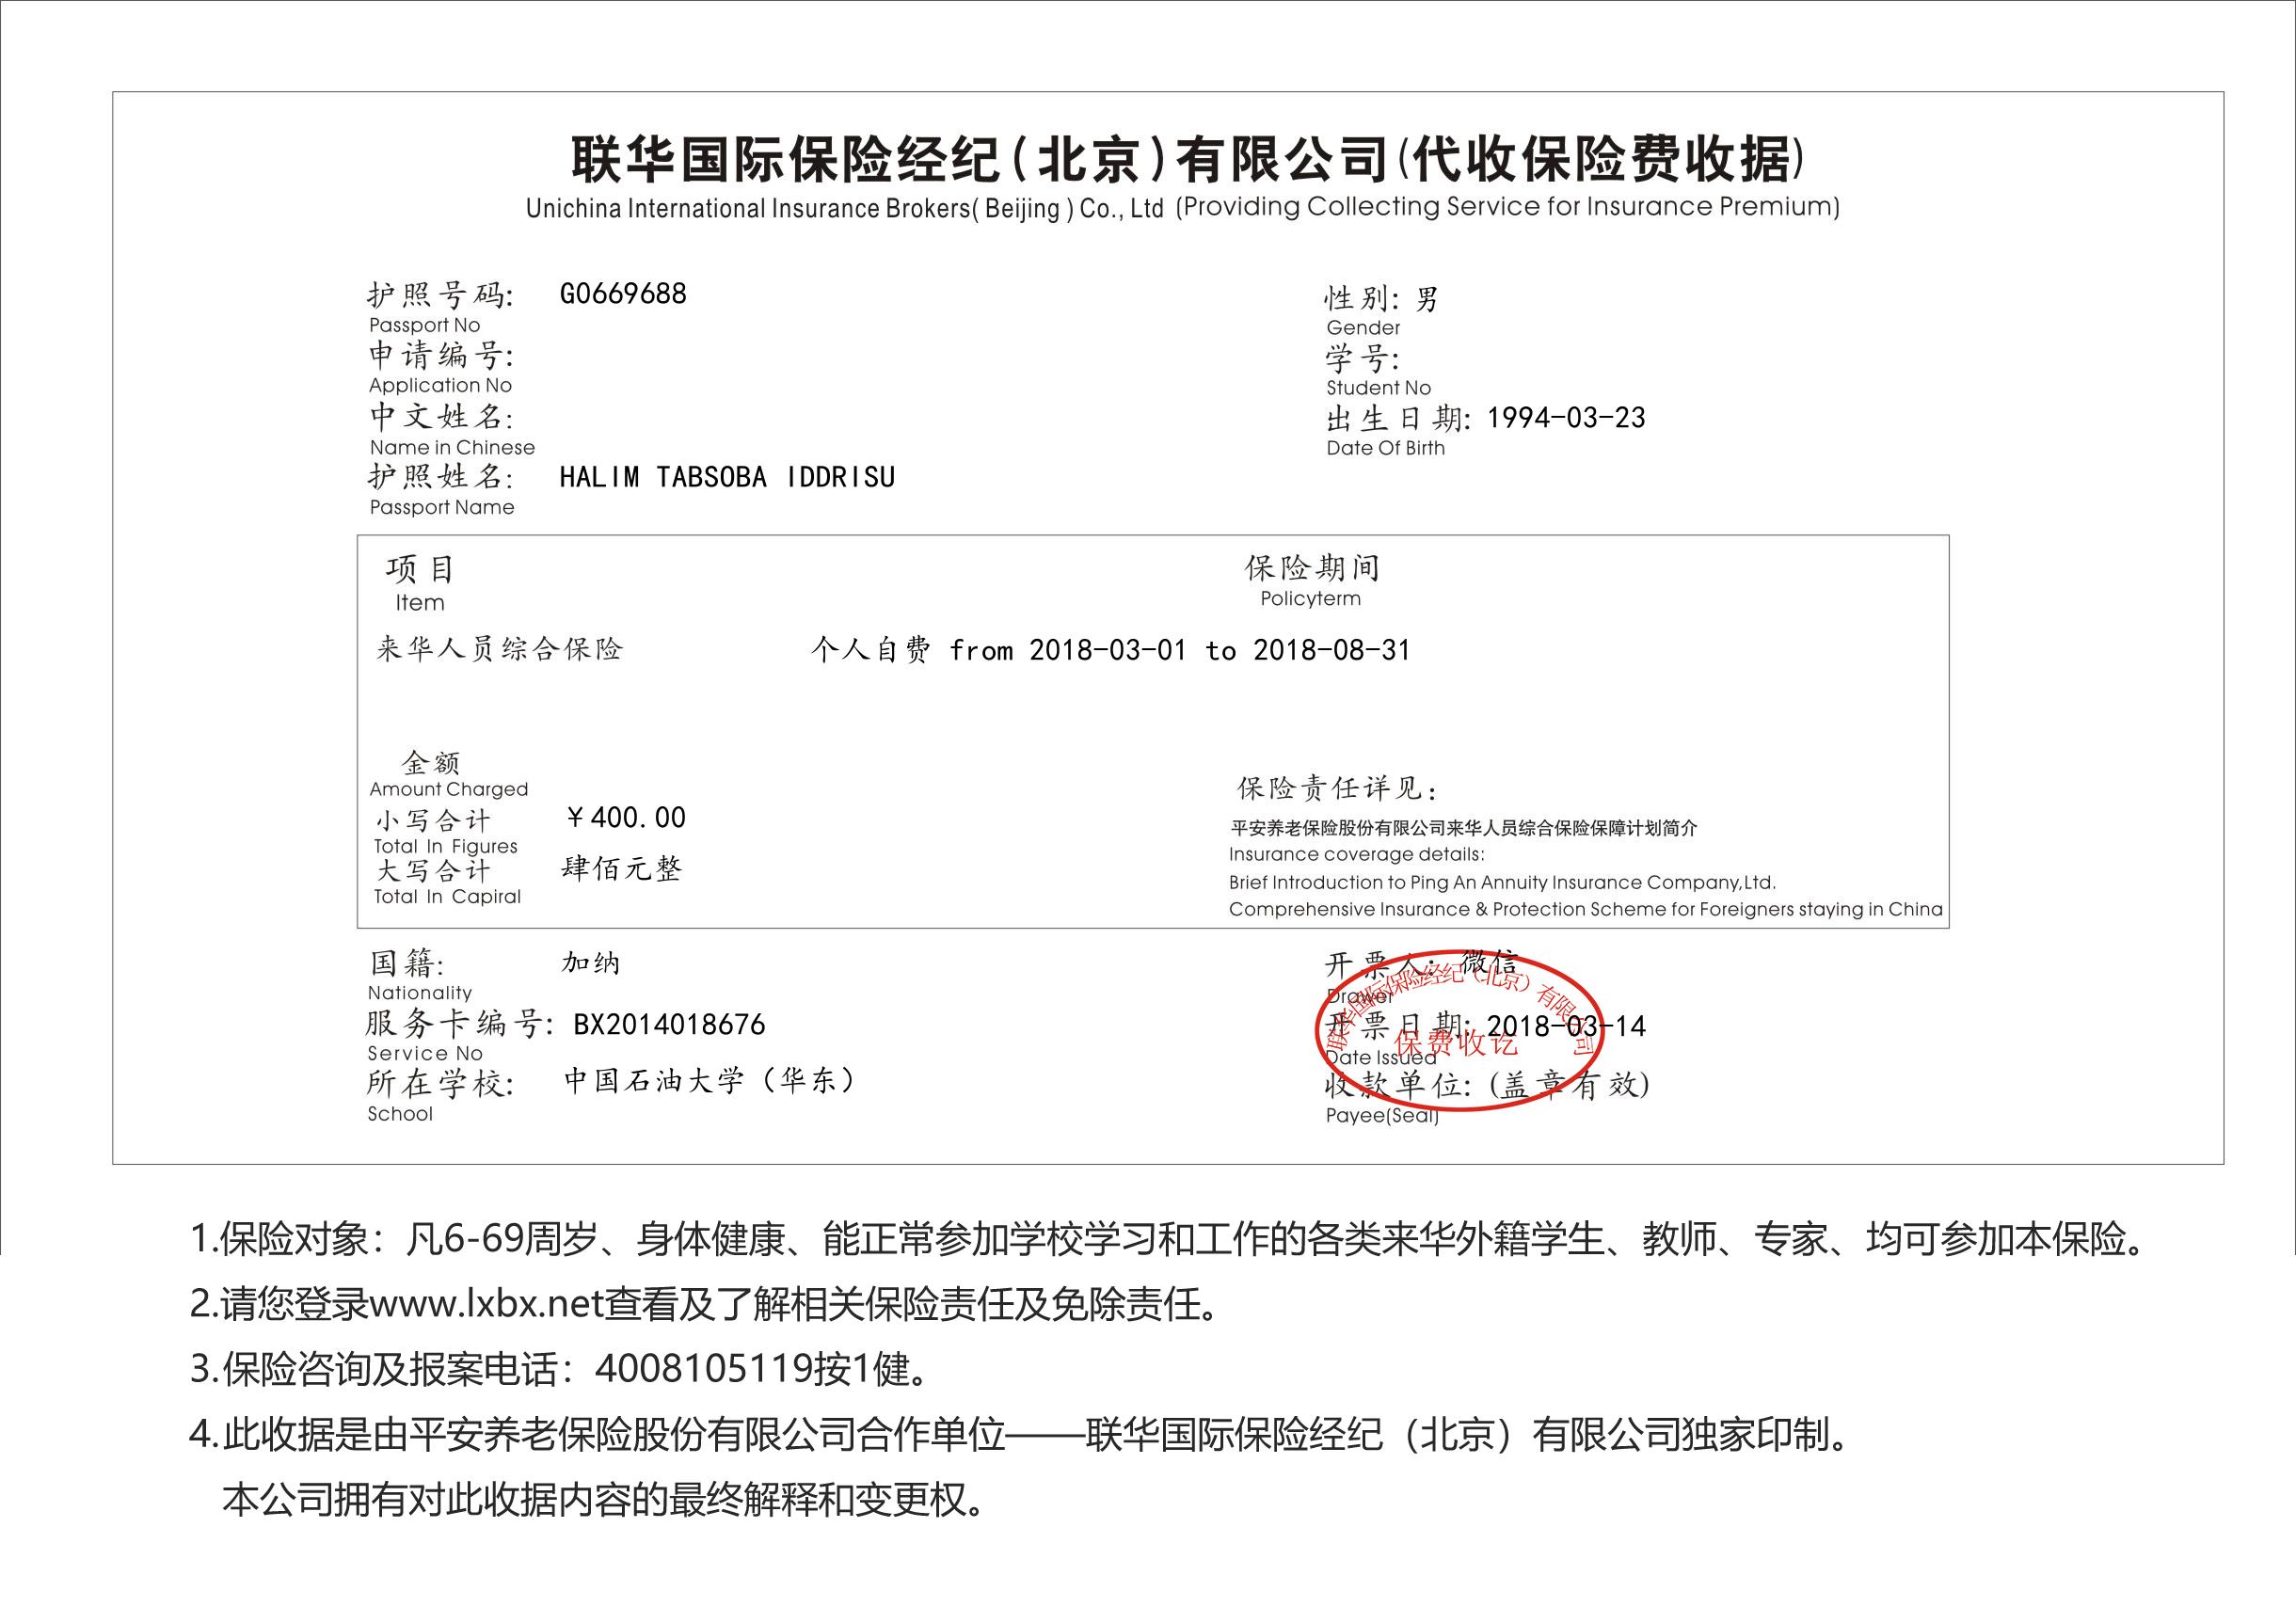 联华国际保险经纪(北京)有限公司(代收保险费收据)
Unichina International Insurance Brokers( Beijing ) Co., Ltd (Providing Collecting Service for Insurance Premium)
护照号码: G0669688
Passport No
性别: 男
Gender
申请编号:
Application No
学号:
Student No
中文姓名:
Name in Chinese
出生日期: 1994-03-23
Date Of Birth
护照姓名: HALIM TABSOBA IDDRISU
Passport Name
项目 保险期间
Item Policyterm
来华人员综合保险 个人自费 from 2018-03-01 to 2018-08-31
金额
Amount Charged
小写合计 ￥400.00
Total In Figures
大写合计 肆佰元整
Total In Capiral
保险责任详见：
平安养老保险股份有限公司来华人员综合保险保障计划简介
Insurance coverage details:
Brief Introduction to Ping An Annuity Insurance Company,Ltd.
Comprehensive Insurance & Protection Scheme for Foreigners staying in China
国籍: 加纳
Nationality
服务卡编号: BX2014018676
Service No
所在学校: 中国石油大学（华东）
School
开票人: 微信
Drawer
开票日期: 2018-03-14
Date Issued
收款单位: (盖章有效)
Payee(Seal)
联华国际保险经纪（北京）有限公司
保费收讫
1.保险对象：凡6-69周岁、身体健康、能正常参加学校学习和工作的各类来华外籍学生、教师、专家、均可参加本保险。
2.请您登录www.lxbx.net查看及了解相关保险责任及免除责任。
3.保险咨询及报案电话：4008105119按1健。
4.此收据是由平安养老保险股份有限公司合作单位——联华国际保险经纪（北京）有限公司独家印制。
本公司拥有对此收据内容的最终解释和变更权。